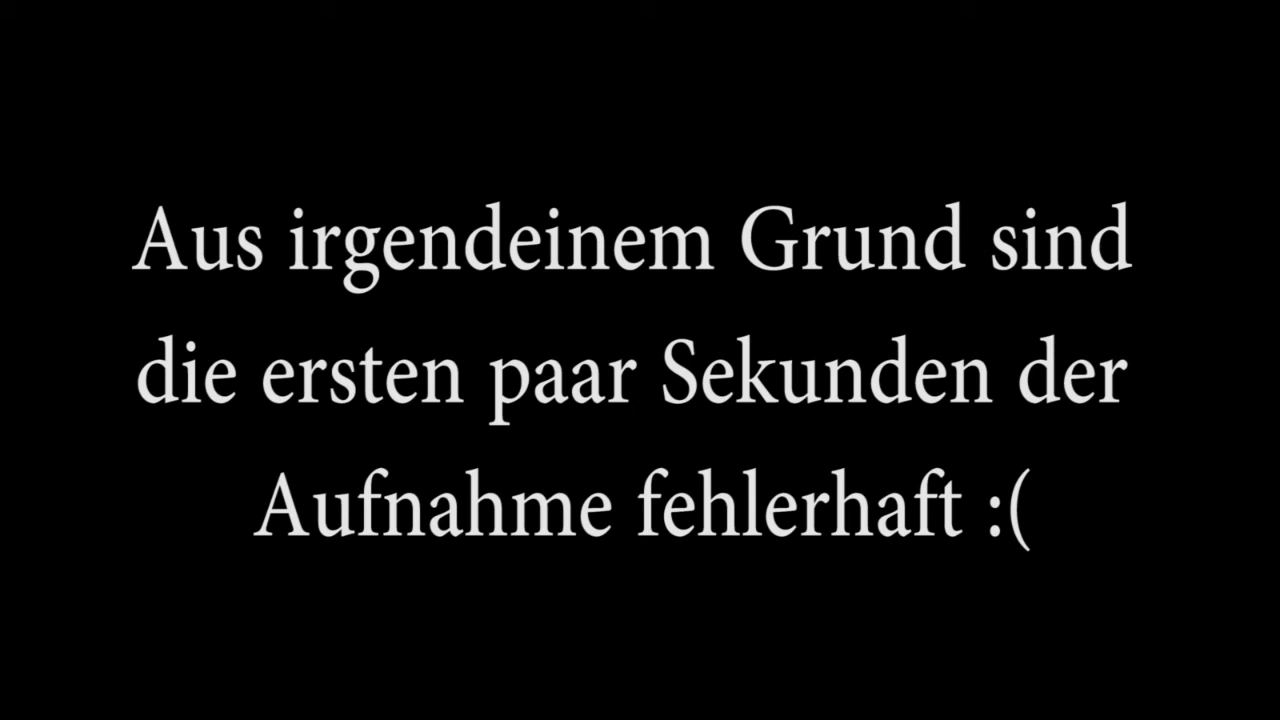 Aus irgendeinem Grund sind
die ersten paar Sekunden der
Aufnahme fehlerhaft :(